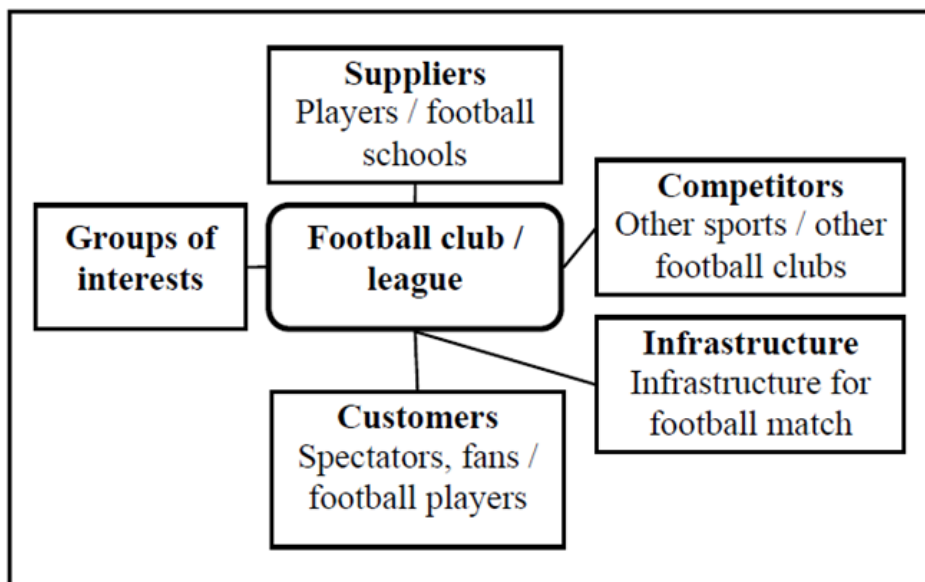 Suppliers
Players / football
schools
Competitors
Other sports / other
football clubs
Groups of
interests
Football club /
league
Infrastructure
Infrastructure for
football match
Customers
Spectators, fans /
football players